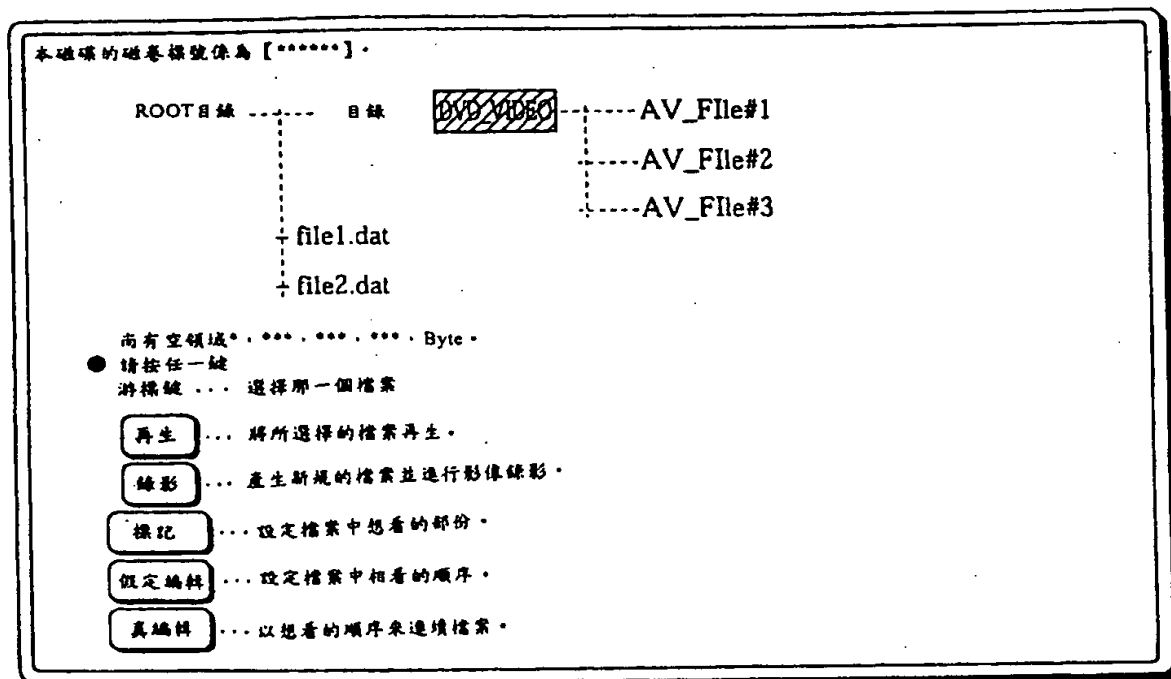 本磁碟的磁卷標號係為【******】。
ROOT目錄 ------ 目錄 DVD_VIDEO ----- AV_FIle#1
-----AV_FIle#2
-----AV_FIle#3
file1.dat
file2.dat
尚有空領域*,***,***,***,Byte。
● 請按任一鍵
游標鍵 ... 選擇那一個檔案
再生 ... 將所選擇的檔案再生。
錄影 ... 產生新規的檔案並進行影像錄影。
標記 ... 設定檔案中想看的部份。
假定編輯 ... 設定檔案中相看的順序。
真編輯 ... 以想看的順序來連續檔案。